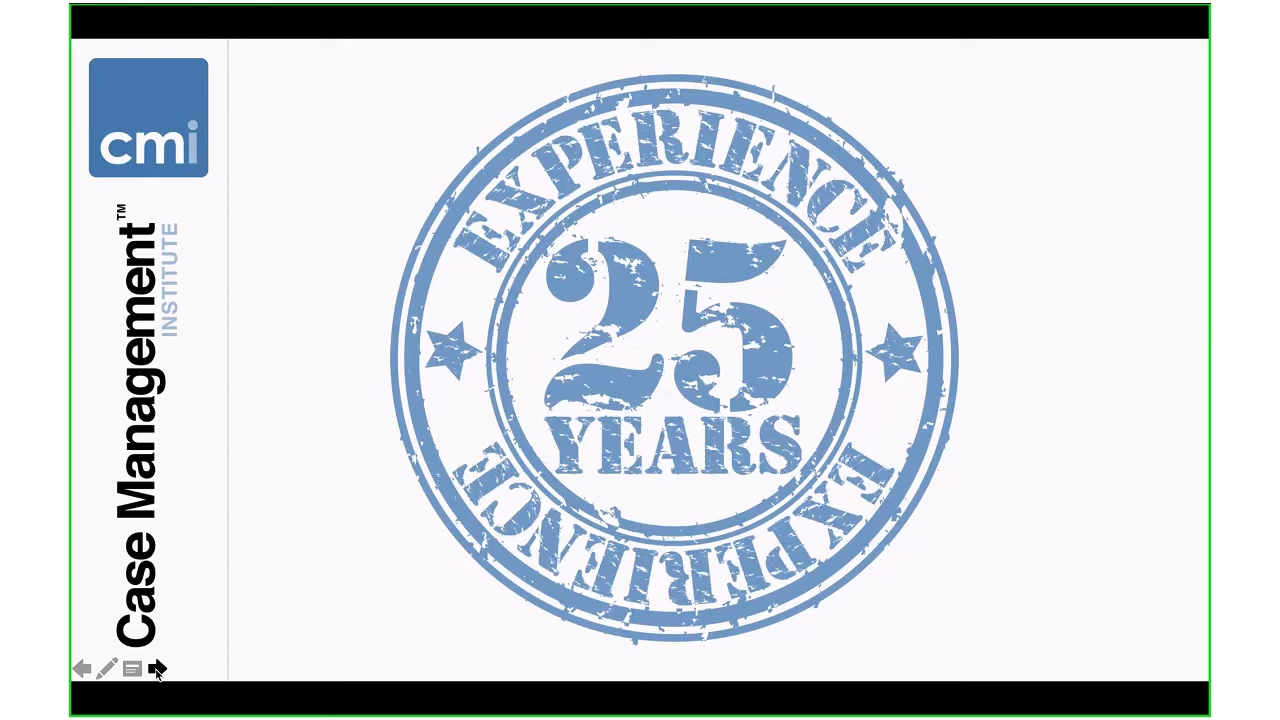 cmi
Case Management™
INSTITUTE
EXPERIENCE
25
YEARS
EXPERIENCE